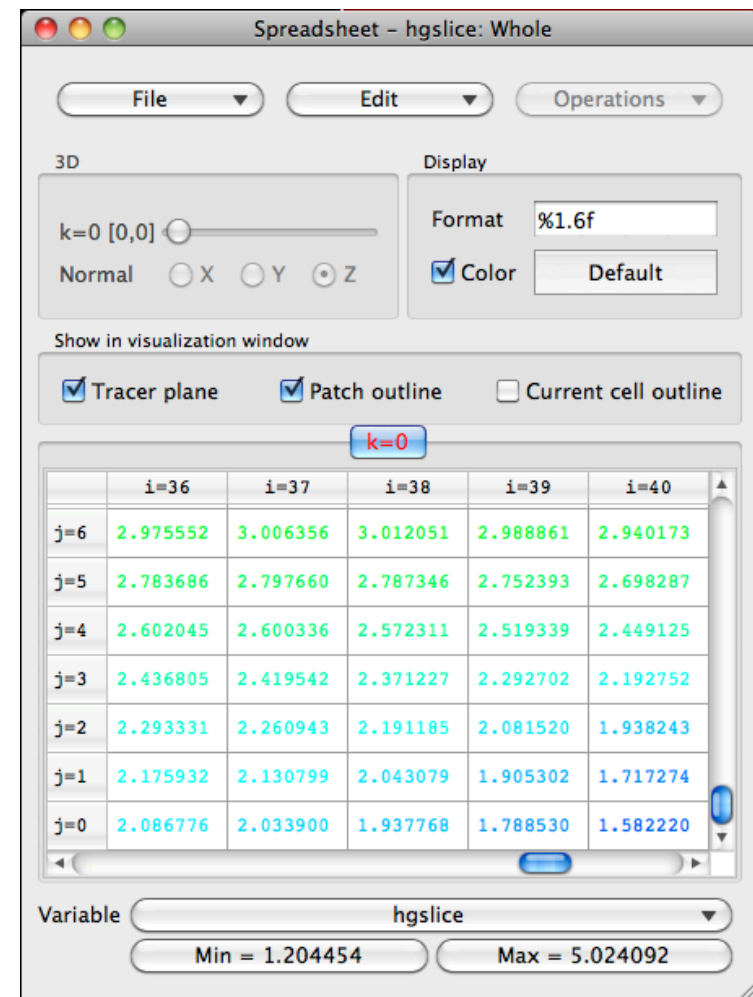 Spreadsheet - hgslice: Whole
File Edit Operations
3D Display
k=0 [0,0] Format %1.6f
Normal X Y Z Color Default
Show in visualization window
Tracer plane Patch outline Current cell outline
k=0
i=36 i=37 i=38 i=39 i=40
j=6 2.975552 3.006356 3.012051 2.988861 2.940173
j=5 2.783686 2.797660 2.787346 2.752393 2.698287
j=4 2.602045 2.600336 2.572311 2.519339 2.449125
j=3 2.436805 2.419542 2.371227 2.292702 2.192752
j=2 2.293331 2.260943 2.191185 2.081520 1.938243
j=1 2.175932 2.130799 2.043079 1.905302 1.717274
j=0 2.086776 2.033900 1.937768 1.788530 1.582220
Variable hgslice
Min = 1.204454 Max = 5.024092